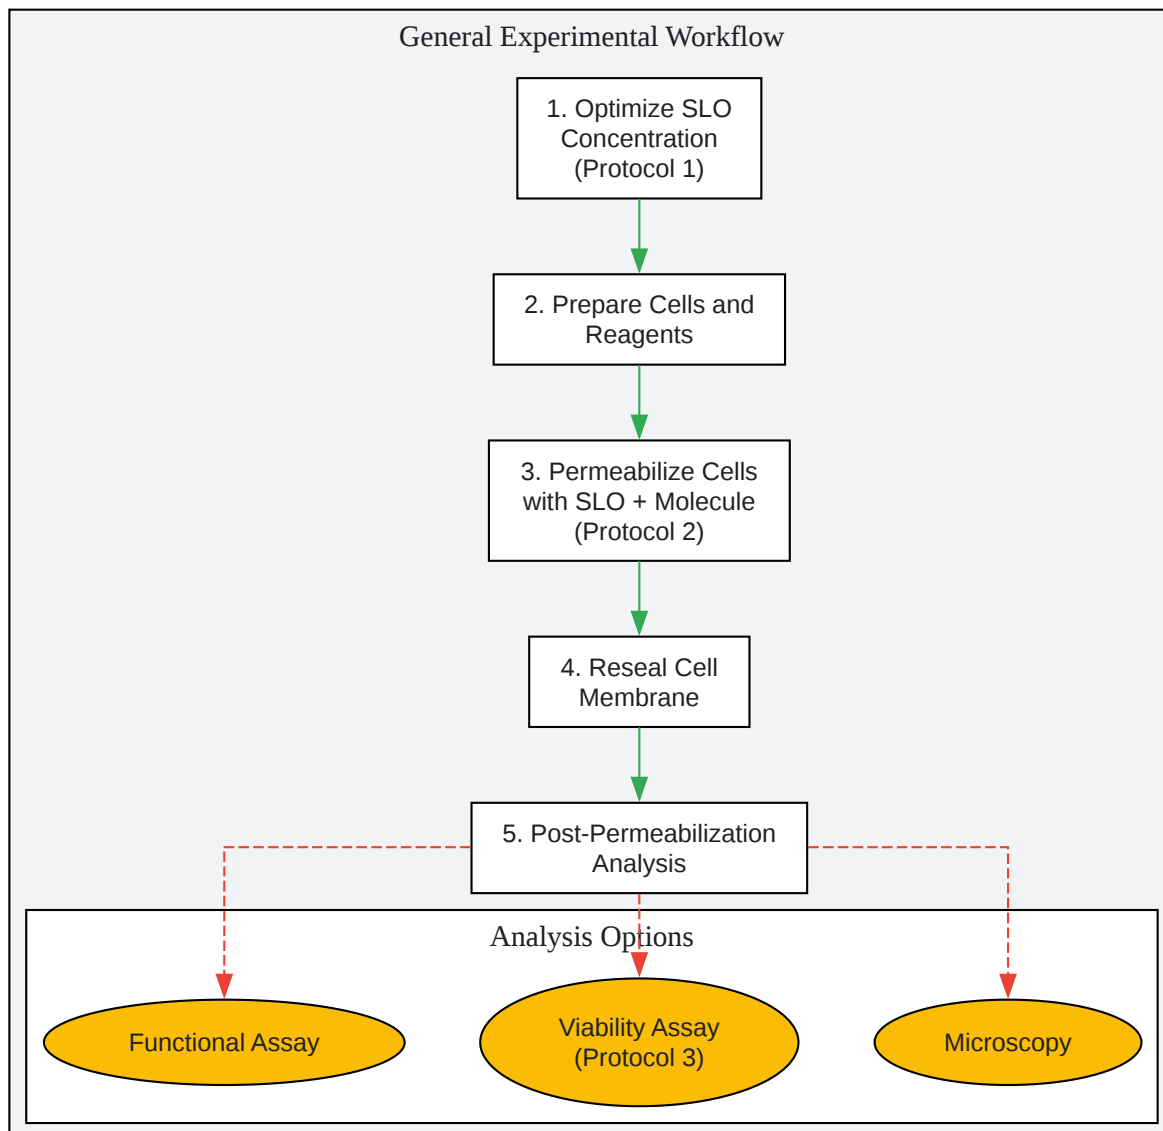 General Experimental Workflow
1. Optimize SLO
Concentration
(Protocol 1)
2. Prepare Cells and
Reagents
3. Permeabilize Cells
with SLO + Molecule
(Protocol 2)
4. Reseal Cell
Membrane
5. Post-Permeabilization
Analysis
Analysis Options
Functional Assay
Viability Assay
(Protocol 3)
Microscopy